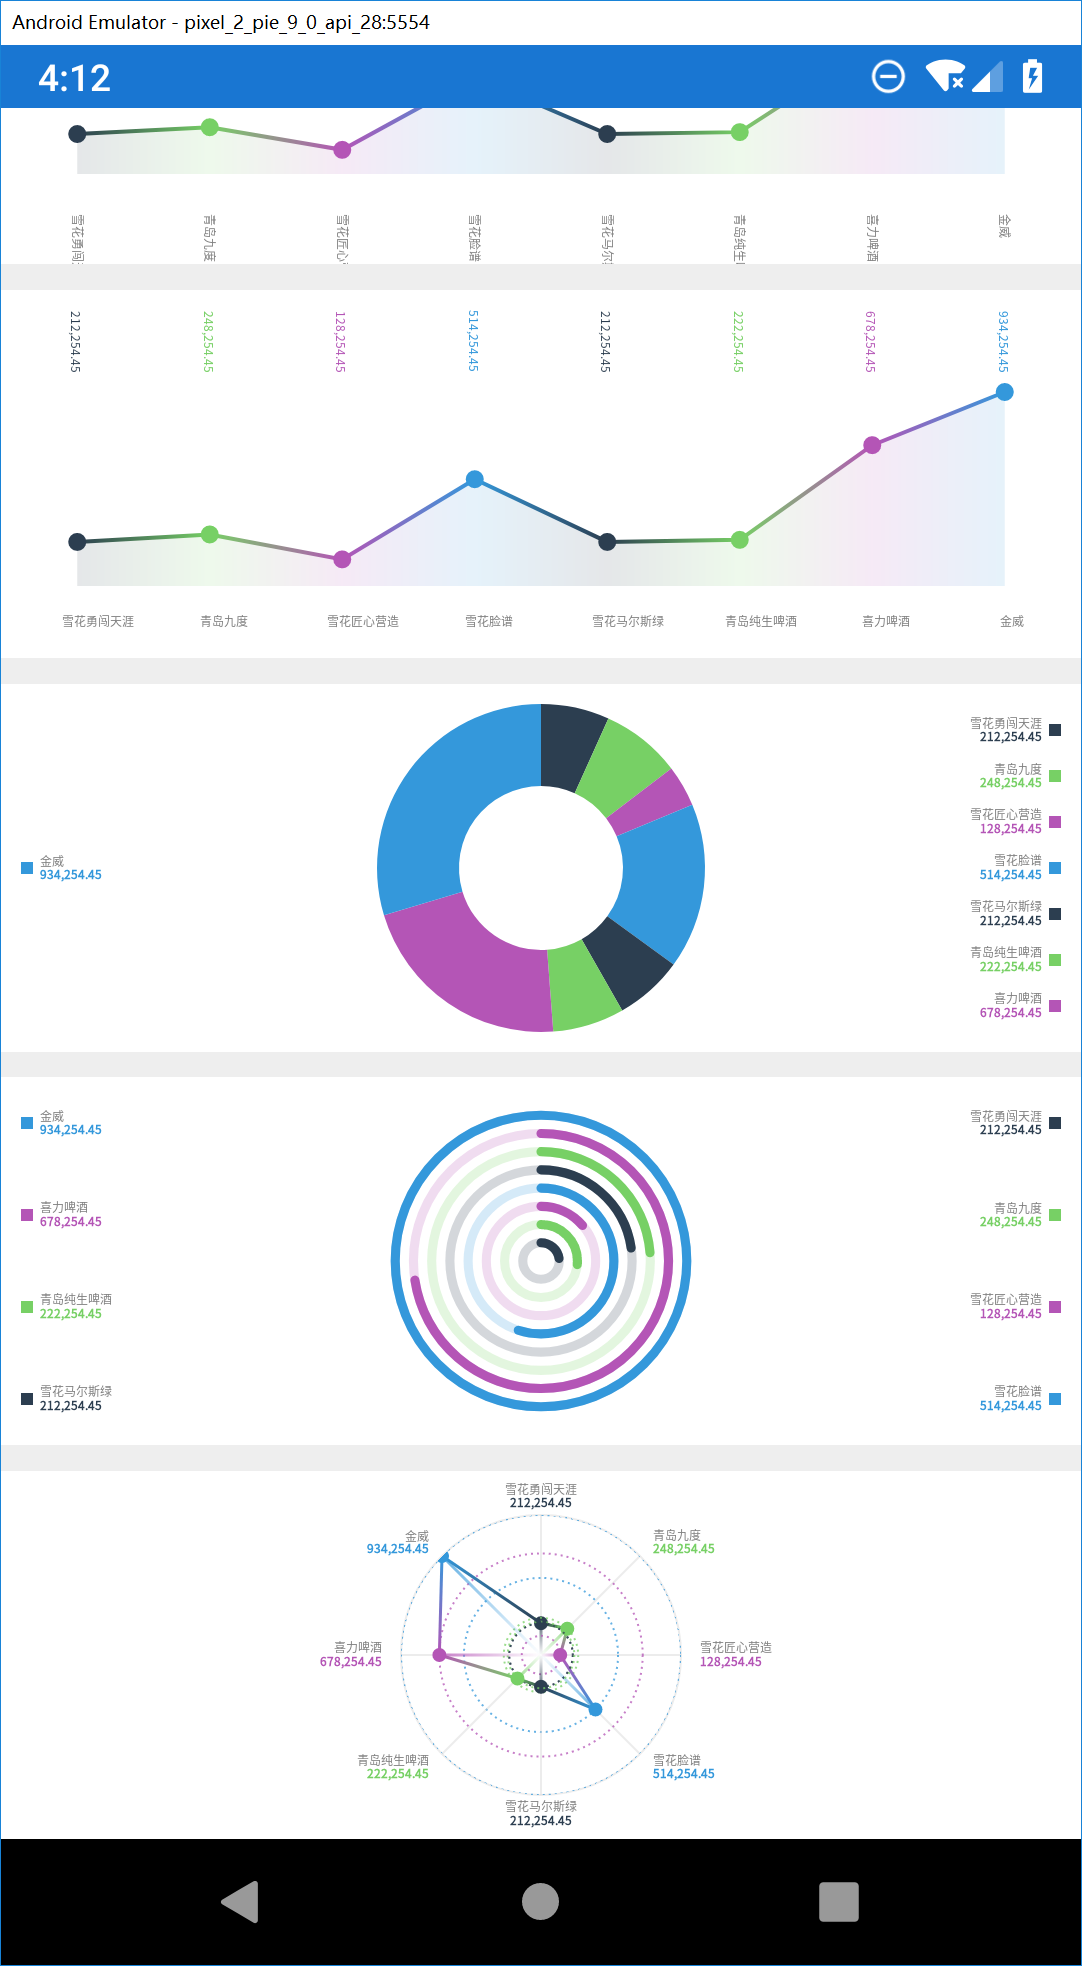 Android Emulator - pixel_2_pie_9_0_api_28:5554
4:12
雪花勇闯
青岛九度
雪花匠心
雪花脸谱
雪花马尔
青岛纯生
喜力啤酒
金威
212,254.45
248,254.45
128,254.45
514,254.45
212,254.45
222,254.45
678,254.45
934,254.45
雪花勇闯天涯
青岛九度
雪花匠心营造
雪花脸谱
雪花马尔斯绿
青岛纯生啤酒
喜力啤酒
金威
金威
934,254.45
雪花勇闯天涯
212,254.45
青岛九度
248,254.45
雪花匠心营造
128,254.45
雪花脸谱
514,254.45
雪花马尔斯绿
212,254.45
青岛纯生啤酒
222,254.45
喜力啤酒
678,254.45
金威
934,254.45
喜力啤酒
678,254.45
青岛纯生啤酒
222,254.45
雪花马尔斯绿
212,254.45
雪花勇闯天涯
212,254.45
青岛九度
248,254.45
雪花匠心营造
128,254.45
雪花脸谱
514,254.45
雪花勇闯天涯
212,254.45
金威
934,254.45
青岛九度
248,254.45
喜力啤酒
678,254.45
雪花匠心营造
128,254.45
青岛纯生啤酒
222,254.45
雪花脸谱
514,254.45
雪花马尔斯绿
212,254.45